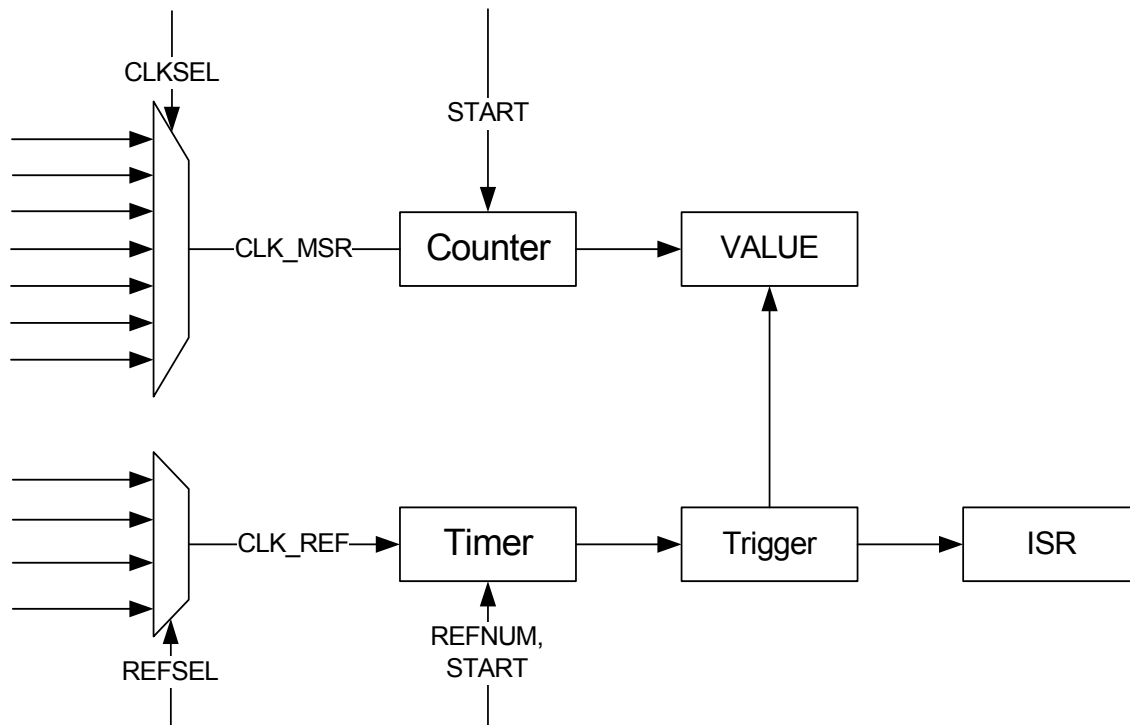 CLKSEL
START
CLK_MSR
Counter
VALUE
CLK_REF
Timer
Trigger
ISR
REFNUM,
START
REFSEL